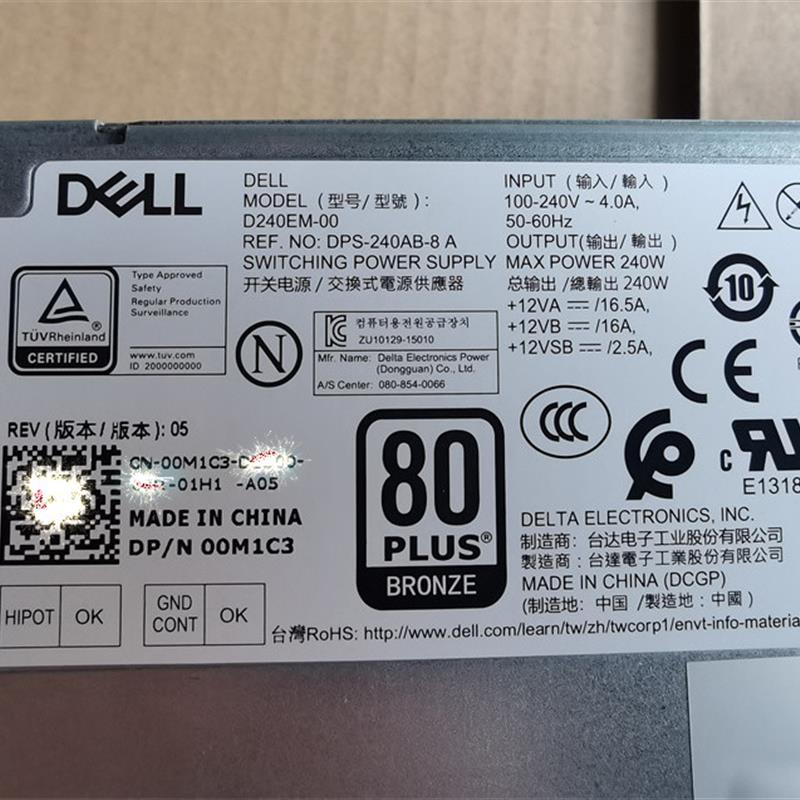 DELL
DELL
MODEL (型号/型號):
D240EM-00
REF. NO: DPS-240AB-8 A
SWITCHING POWER SUPPLY
开关电源 / 交換式電源供應器
INPUT (输入/輸入)
100-240V ~ 4.0A,
50-60Hz
OUTPUT(输出/輸出)
MAX POWER 240W
总输出/總輸出 240W
+12VA ⎓ /16.5A,
+12VB ⎓ /16A,
+12VSB ⎓ /2.5A,
10
TÜVRheinland®
CERTIFIED
Type Approved
Safety
Regular Production
Surveillance
www.tuv.com
ID 2000000000
N
컴퓨터용전원공급장치
ZU10129-15010
Mfr. Name: Delta Electronics Power
(Dongguan) Co., Ltd.
A/S Center: 080-854-0066
CE
CCC
REV (版本/版本): 05
CN-00M1C3-
-01H1 -A05
MADE IN CHINA
DP/N 00M1C3
80
PLUS®
BRONZE
c
E1318
DELTA ELECTRONICS, INC.
制造商: 台达电子工业股份有限公司
製造商: 台達電子工業股份有限公司
MADE IN CHINA (DCGP)
(制造地: 中国 /製造地: 中國)
HIPOT OK
GND CONT OK
台灣RoHS: http://www.dell.com/learn/tw/zh/twcorp1/envt-info-materia